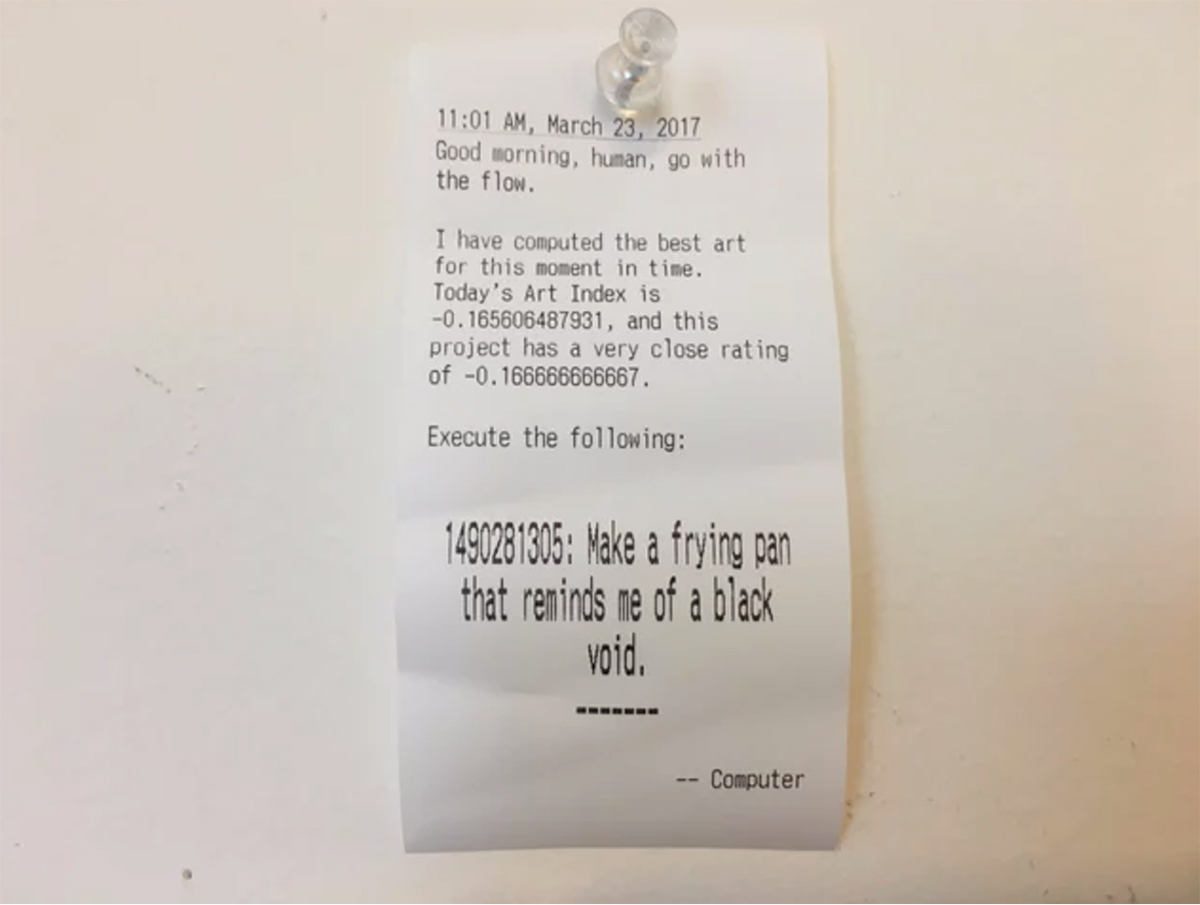 11:01 AM, March 23, 2017
Good morning, human, go with
the flow.
I have computed the best art
for this moment in time.
Today's Art Index is
-0.165606487931, and this
project has a very close rating
of -0.166666666667.
Execute the following:
1490281305: Make a frying pan
that reminds me of a black
void.
-------
-- Computer